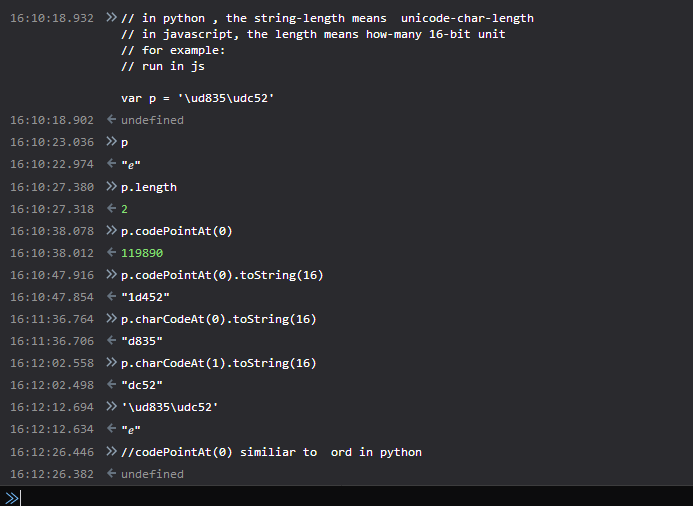 16:10:18.932 // in python , the string-length means  unicode-char-length
// in javascript, the length means how-many 16-bit unit
// for example:
// run in js
var p = '\ud835\udc52'
16:10:18.902 undefined
16:10:23.036 p
16:10:22.974 "𝑒"
16:10:27.380 p.length
16:10:27.318 2
16:10:38.078 p.codePointAt(0)
16:10:38.012 119890
16:10:47.916 p.codePointAt(0).toString(16)
16:10:47.854 "1d452"
16:11:36.764 p.charCodeAt(0).toString(16)
16:11:36.706 "d835"
16:12:02.558 p.charCodeAt(1).toString(16)
16:12:02.498 "dc52"
16:12:12.694 '\ud835\udc52'
16:12:12.634 "𝑒"
16:12:26.446 //codePointAt(0) similiar to  ord in python
16:12:26.382 undefined